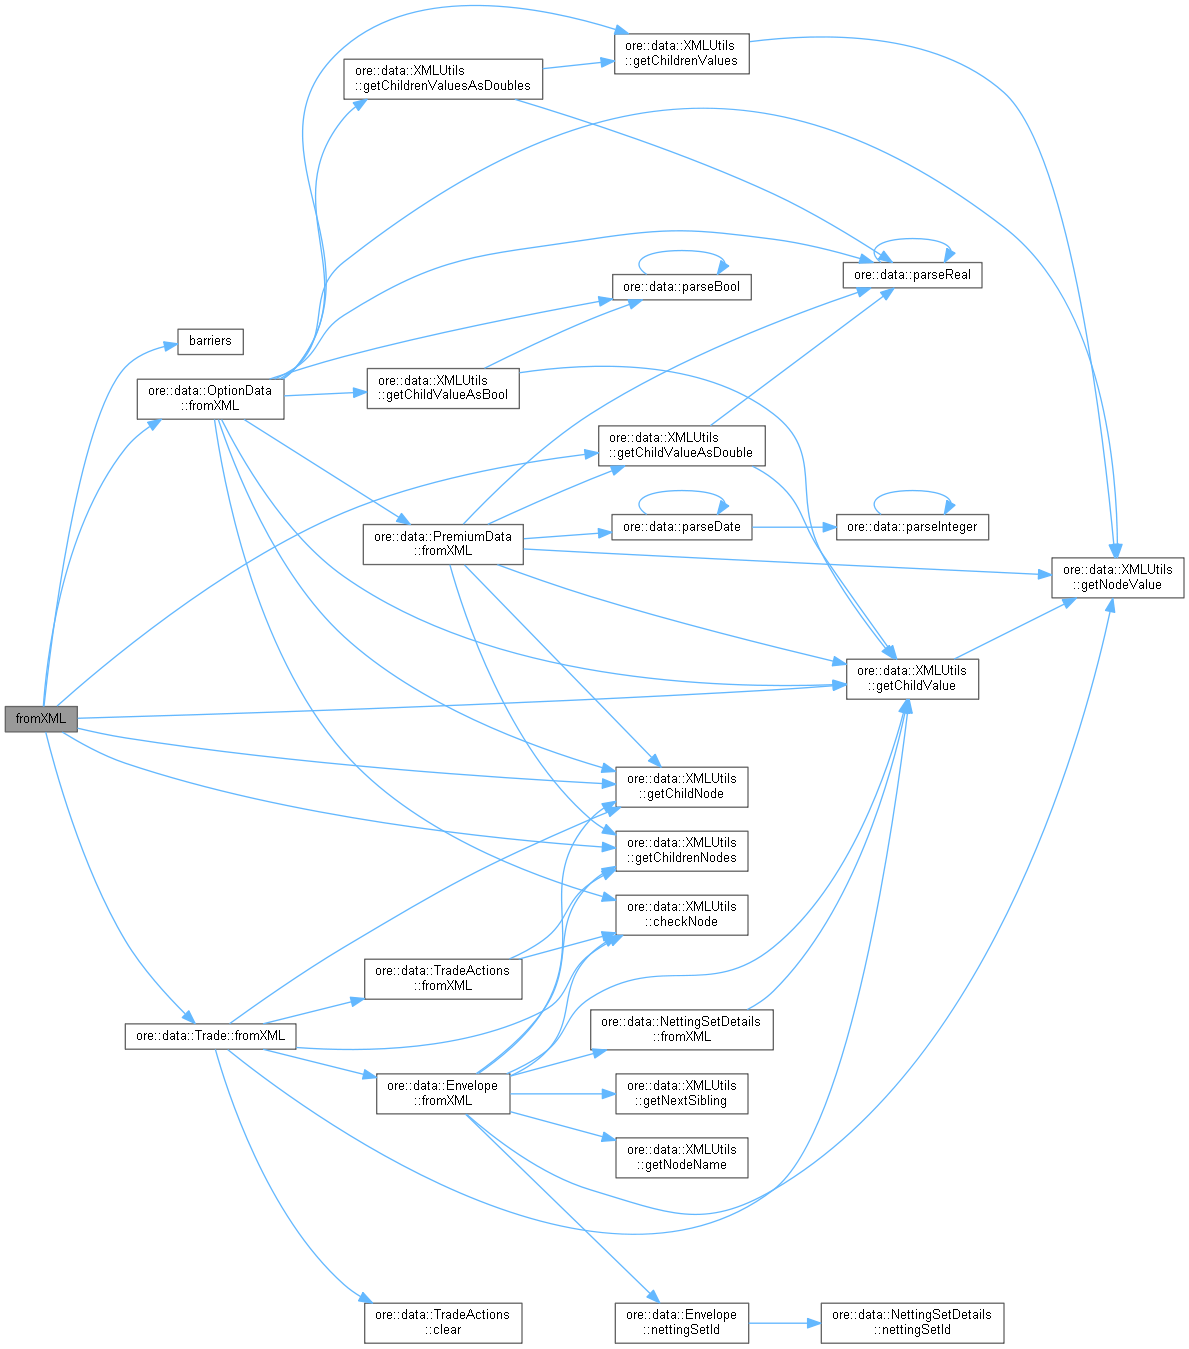 ore::data::XMLUtils
::getChildrenValues
ore::data::XMLUtils
::getChildrenValuesAsDoubles
ore::data::parseReal
ore::data::parseBool
barriers
ore::data::OptionData
::fromXML
ore::data::XMLUtils
::getChildValueAsBool
ore::data::XMLUtils
::getChildValueAsDouble
ore::data::PremiumData
::fromXML
ore::data::parseDate
ore::data::parseInteger
ore::data::XMLUtils
::getNodeValue
ore::data::XMLUtils
::getChildValue
fromXML
ore::data::XMLUtils
::getChildNode
ore::data::XMLUtils
::getChildrenNodes
ore::data::XMLUtils
::checkNode
ore::data::TradeActions
::fromXML
ore::data::Trade::fromXML
ore::data::NettingSetDetails
::fromXML
ore::data::Envelope
::fromXML
ore::data::XMLUtils
::getNextSibling
ore::data::XMLUtils
::getNodeName
ore::data::TradeActions
::clear
ore::data::Envelope
::nettingSetId
ore::data::NettingSetDetails
::nettingSetId